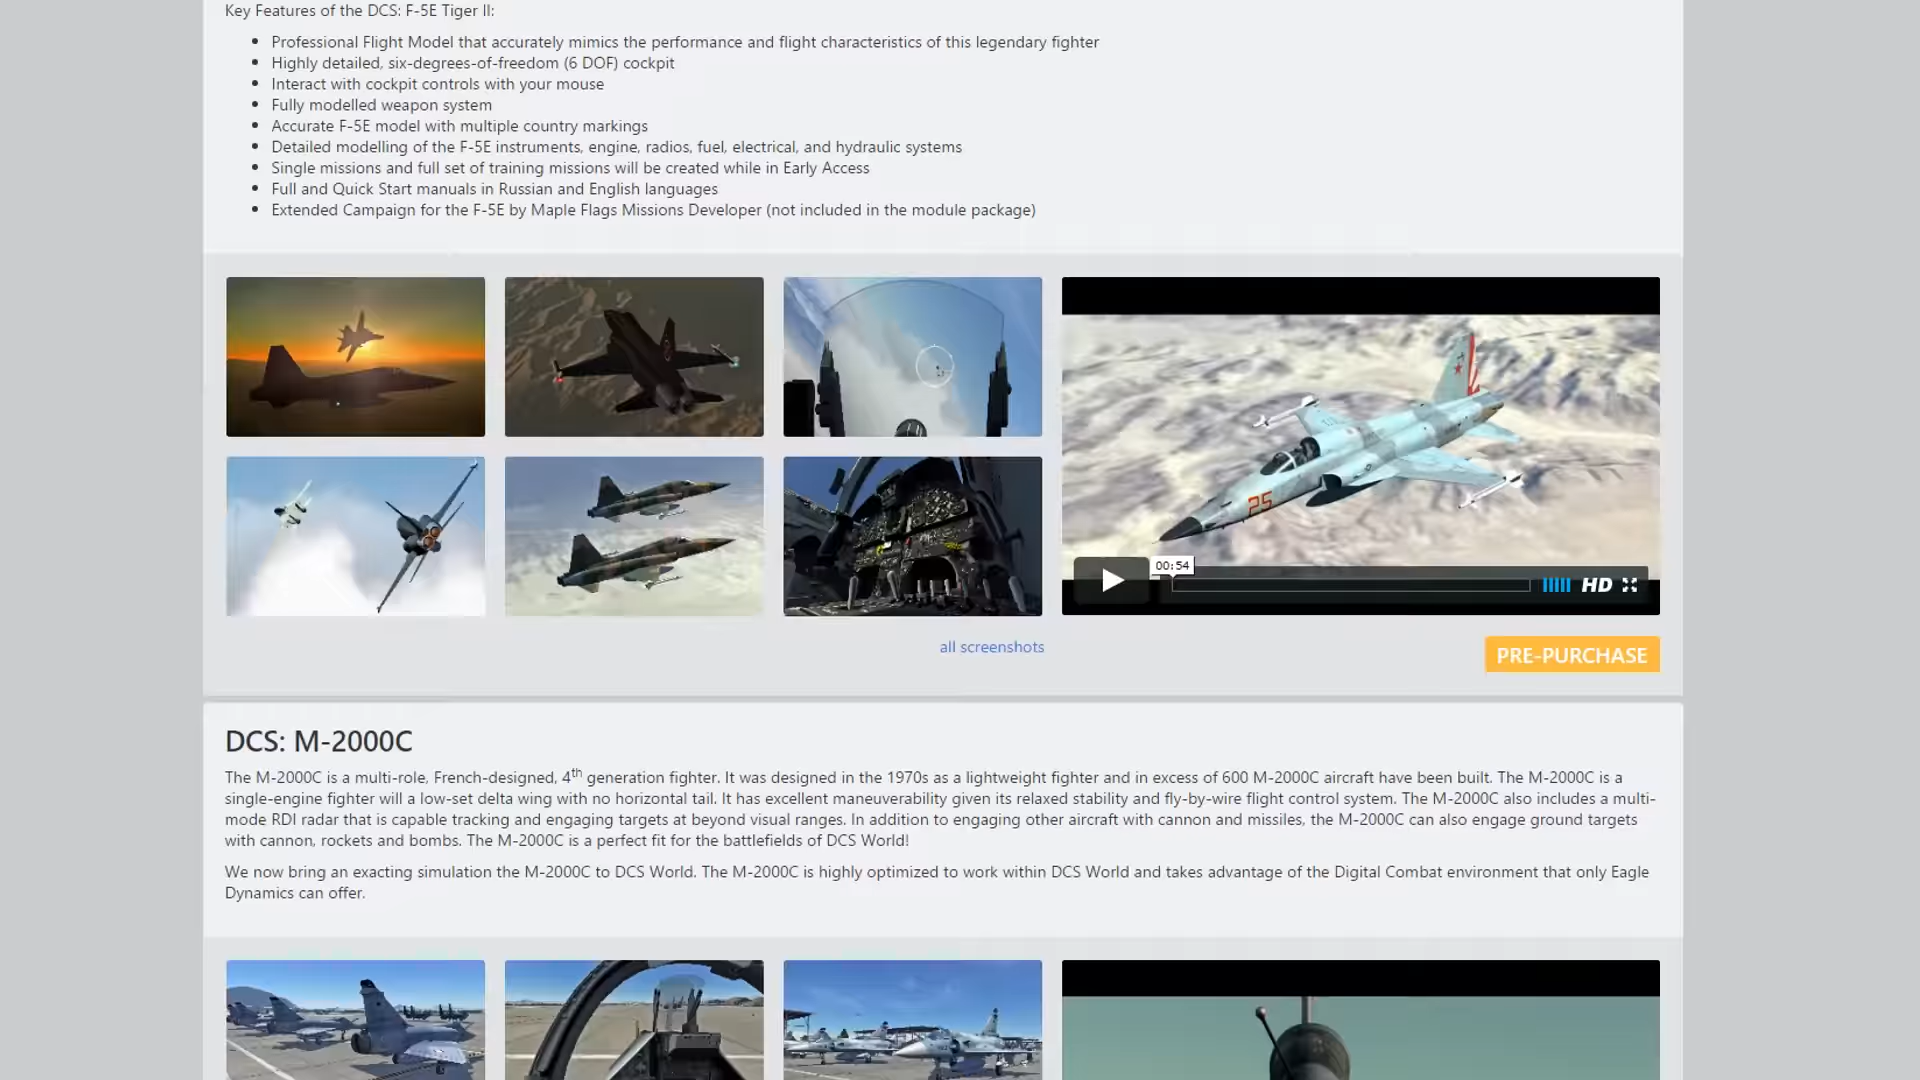 Key Features of the DCS: F-5E Tiger II:
Professional Flight Model that accurately mimics the performance and flight characteristics of this legendary fighter
Highly detailed, six-degrees-of-freedom (6 DOF) cockpit
Interact with cockpit controls with your mouse
Fully modelled weapon system
Accurate F-5E model with multiple country markings
Detailed modelling of the F-5E instruments, engine, radios, fuel, electrical, and hydraulic systems
Single missions and full set of training missions will be created while in Early Access
Full and Quick Start manuals in Russian and English languages
Extended Campaign for the F-5E by Maple Flags Missions Developer (not included in the module package)
25
00:54
HD
all screenshots
PRE-PURCHASE
DCS: M-2000C
The M-2000C is a multi-role, French-designed, 4th generation fighter. It was designed in the 1970s as a lightweight fighter and in excess of 600 M-2000C aircraft have been built. The M-2000C is a
single-engine fighter will a low-set delta wing with no horizontal tail. It has excellent maneuverability given its relaxed stability and fly-by-wire flight control system. The M-2000C also includes a multi-
mode RDI radar that is capable tracking and engaging targets at beyond visual ranges. In addition to engaging other aircraft with cannon and missiles, the M-2000C can also engage ground targets
with cannon, rockets and bombs. The M-2000C is a perfect fit for the battlefields of DCS World!
We now bring an exacting simulation the M-2000C to DCS World. The M-2000C is highly optimized to work within DCS World and takes advantage of the Digital Combat environment that only Eagle
Dynamics can offer.